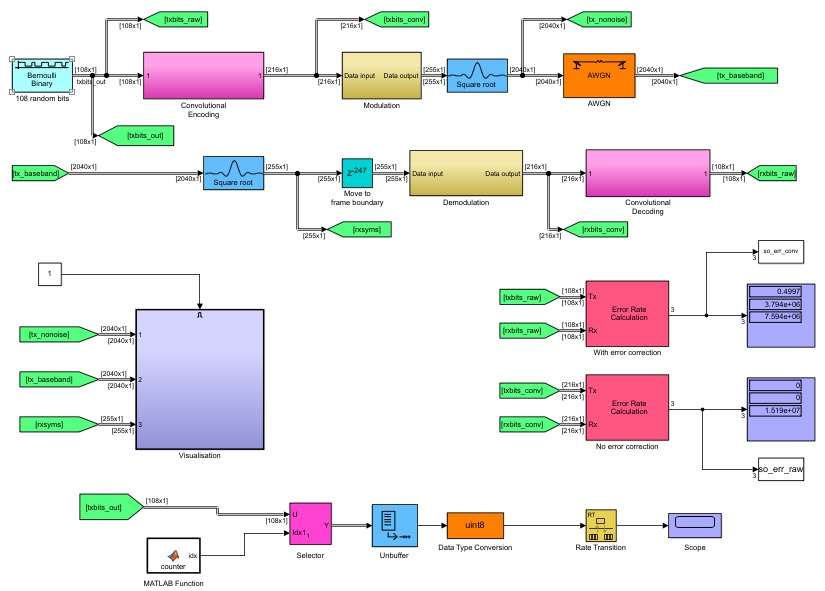 [txbits_raw]
[108x1]
[txbits_conv]
[216x1]
[tx_nonoise]
[2040x1]
Bernoulli
Binary
108 random bits
[108x1]
txbits_out
[108x1]
1
1
Convolutional
Encoding
[216x1]
[216x1]
Data input
Data output
Modulation
[255x1]
[255x1]
Square root
[2040x1]
[2040x1]
AWGN
AWGN
[2040x1]
[2040x1]
[tx_baseband]
[108x1]
[txbits_out]
[tx_baseband]
[2040x1]
[2040x1]
Square root
[255x1]
[255x1]
Z-247
Move to
frame boundary
[255x1]
[255x1]
Data input
Data output
Demodulation
[216x1]
[216x1]
1
1
Convolutional
Decoding
[108x1]
[108x1]
[rxbits_raw]
[255x1]
[rxsyms]
[216x1]
[rxbits_conv]
1
[tx_nonoise]
[2040x1]
[2040x1]
1
[tx_baseband]
[2040x1]
[2040x1]
2
[rxsyms]
[255x1]
[255x1]
3
Visualisation
so_err_conv
3
[txbits_raw]
[108x1]
[108x1]
Tx
[rxbits_raw]
[108x1]
[108x1]
Rx
Error Rate
Calculation
With error correction
3
3
0.4997
3.794e+06
7.594e+06
[txbits_conv]
[216x1]
[216x1]
Tx
[rxbits_conv]
[216x1]
[216x1]
Rx
Error Rate
Calculation
No error correction
3
3
0
0
1.519e+07
so_err_raw
3
[txbits_out]
[108x1]
[108x1]
U
Idx1
1
Y
Selector
counter
idx
MATLAB Function
Unbuffer
uint8
Data Type Conversion
RT
Rate Transition
Scope